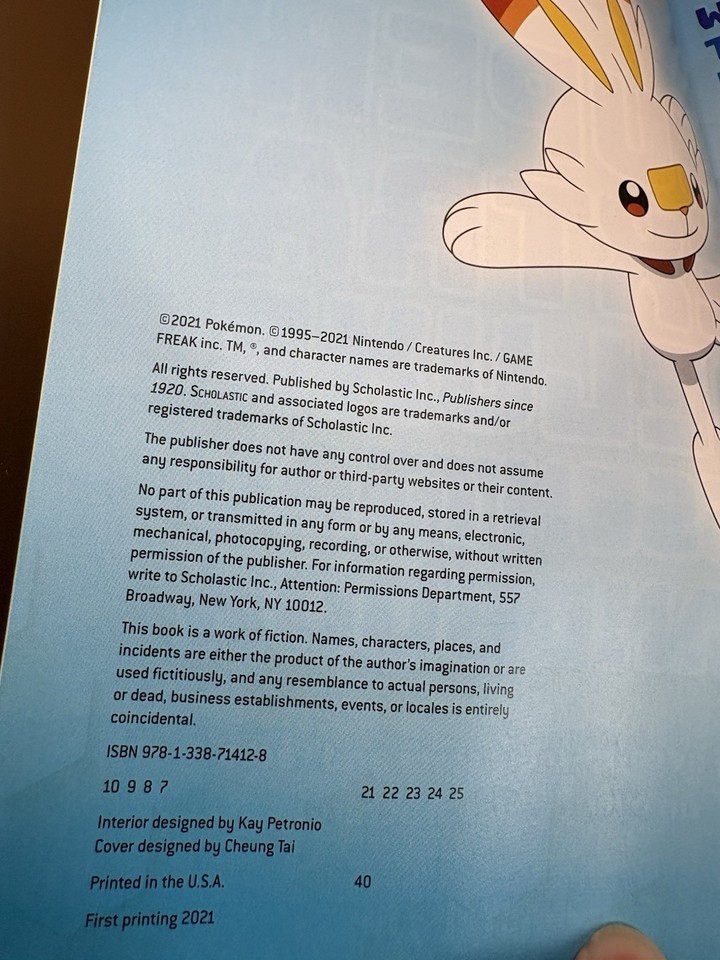 ©2021 Pokémon. ©1995–2021 Nintendo / Creatures Inc. / GAME
FREAK inc. TM, ®, and character names are trademarks of Nintendo.
All rights reserved. Published by Scholastic Inc., Publishers since
1920. SCHOLASTIC and associated logos are trademarks and/or
registered trademarks of Scholastic Inc.
The publisher does not have any control over and does not assume
any responsibility for author or third-party websites or their content.
No part of this publication may be reproduced, stored in a retrieval
system, or transmitted in any form or by any means, electronic,
mechanical, photocopying, recording, or otherwise, without written
permission of the publisher. For information regarding permission,
write to Scholastic Inc., Attention: Permissions Department, 557
Broadway, New York, NY 10012.
This book is a work of fiction. Names, characters, places, and
incidents are either the product of the author's imagination or are
used fictitiously, and any resemblance to actual persons, living
or dead, business establishments, events, or locales is entirely
coincidental.
ISBN 978-1-338-71412-8
10 9 8 7 21 22 23 24 25
Interior designed by Kay Petronio
Cover designed by Cheung Tai
Printed in the U.S.A. 40
First printing 2021